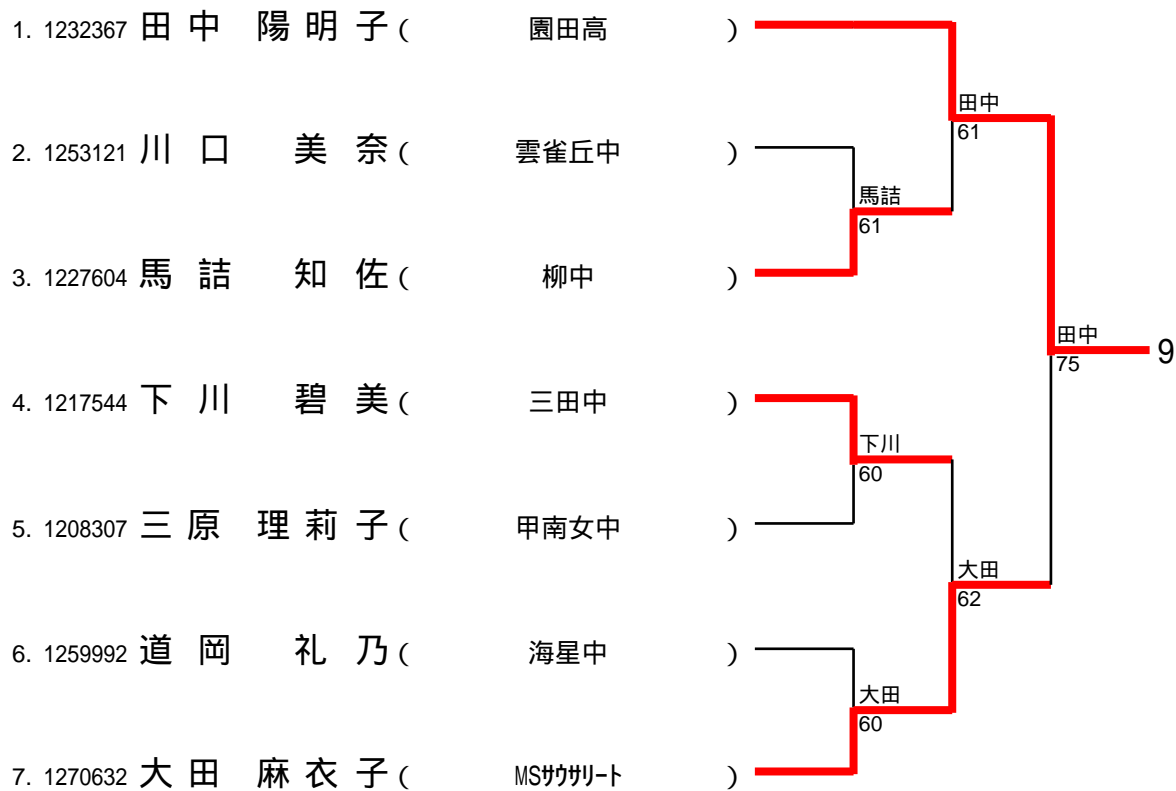 1. 1232367 田中 陽明子 ( 園田高 )
田中
61
2. 1253121 川口 美奈 ( 雲雀丘中 )
馬詰
61
3. 1227604 馬詰 知佐 ( 柳中 )
田中
75
9
4. 1217544 下川 碧美 ( 三田中 )
下川
60
5. 1208307 三原 理莉子 ( 甲南女中 )
大田
62
6. 1259992 道岡 礼乃 ( 海星中 )
大田
60
7. 1270632 大田 麻衣子 ( MSサウサリート )